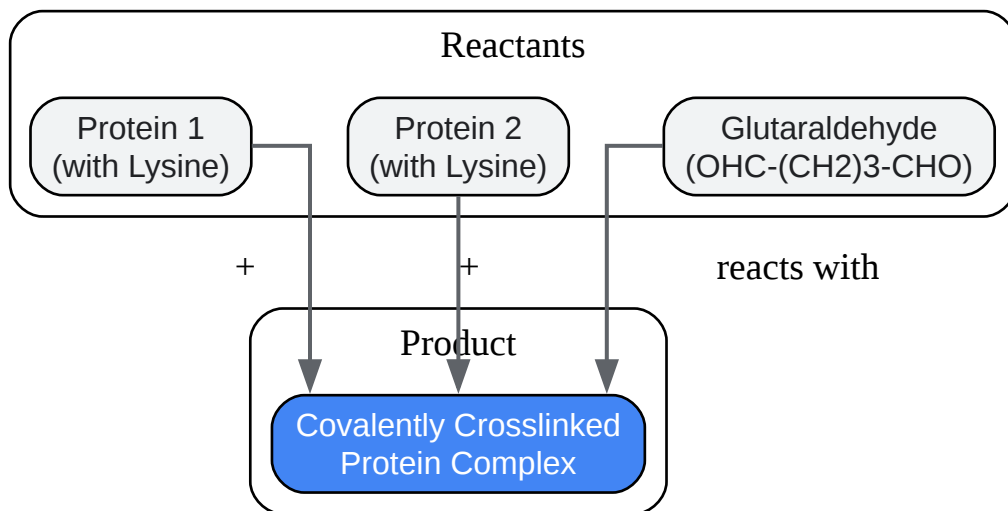 Reactants
Protein 1
(with Lysine)
Protein 2
(with Lysine)
Glutaraldehyde
(OHC-(CH2)3-CHO)
+
+
reacts with
Product
Covalently Crosslinked
Protein Complex